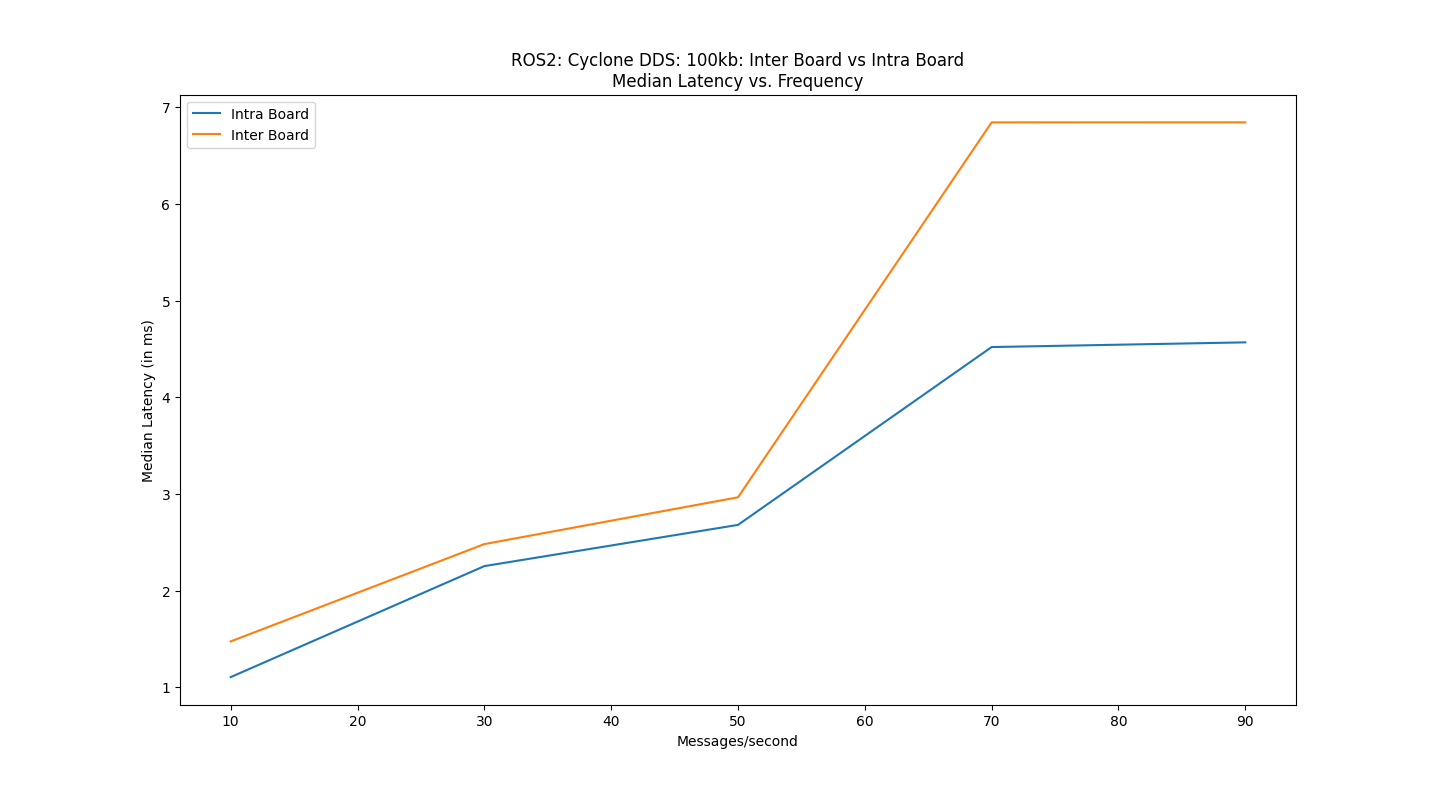 ROS2: Cyclone DDS: 100kb: Inter Board vs Intra Board
Median Latency vs. Frequency
Intra Board
Inter Board
7
6
5
4
3
2
1
Median Latency (in ms)
10 20 30 40 50 60 70 80 90
Messages/second